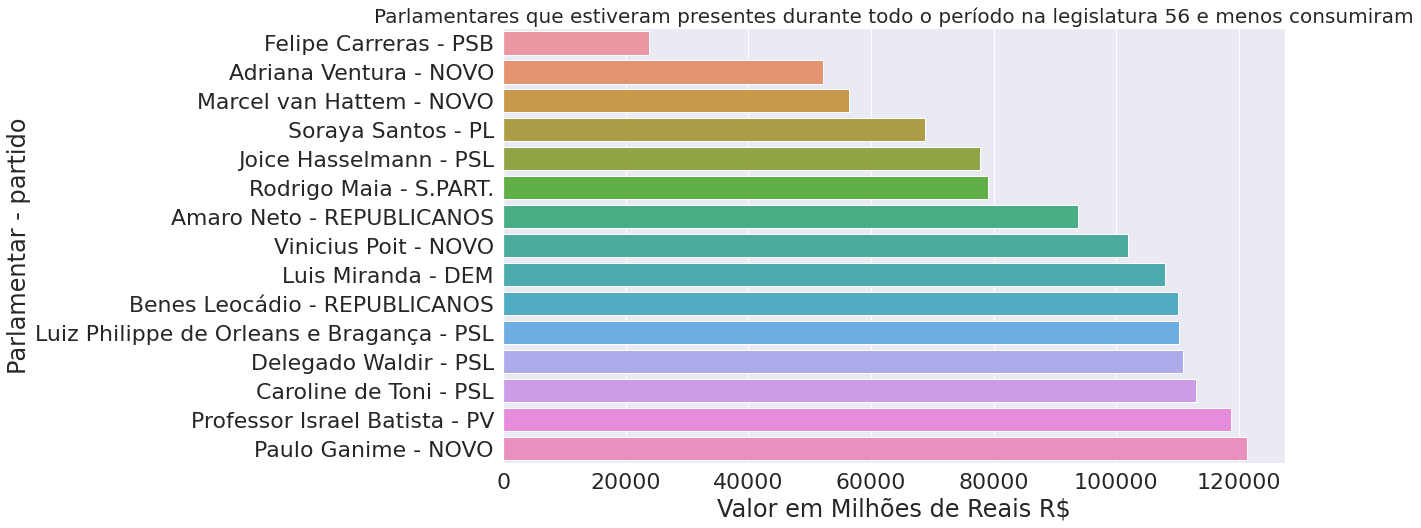 Parlamentares que estiveram presentes durante todo o período na legislatura 56 e menos consumiram
Parlamentar - partido
Felipe Carreras - PSB
Adriana Ventura - NOVO
Marcel van Hattem - NOVO
Soraya Santos - PL
Joice Hasselmann - PSL
Rodrigo Maia - S.PART.
Amaro Neto - REPUBLICANOS
Vinicius Poit - NOVO
Luis Miranda - DEM
Benes Leocádio - REPUBLICANOS
Luiz Philippe de Orleans e Bragança - PSL
Delegado Waldir - PSL
Caroline de Toni - PSL
Professor Israel Batista - PV
Paulo Ganime - NOVO
0 20000 40000 60000 80000 100000 120000
Valor em Milhões de Reais R$